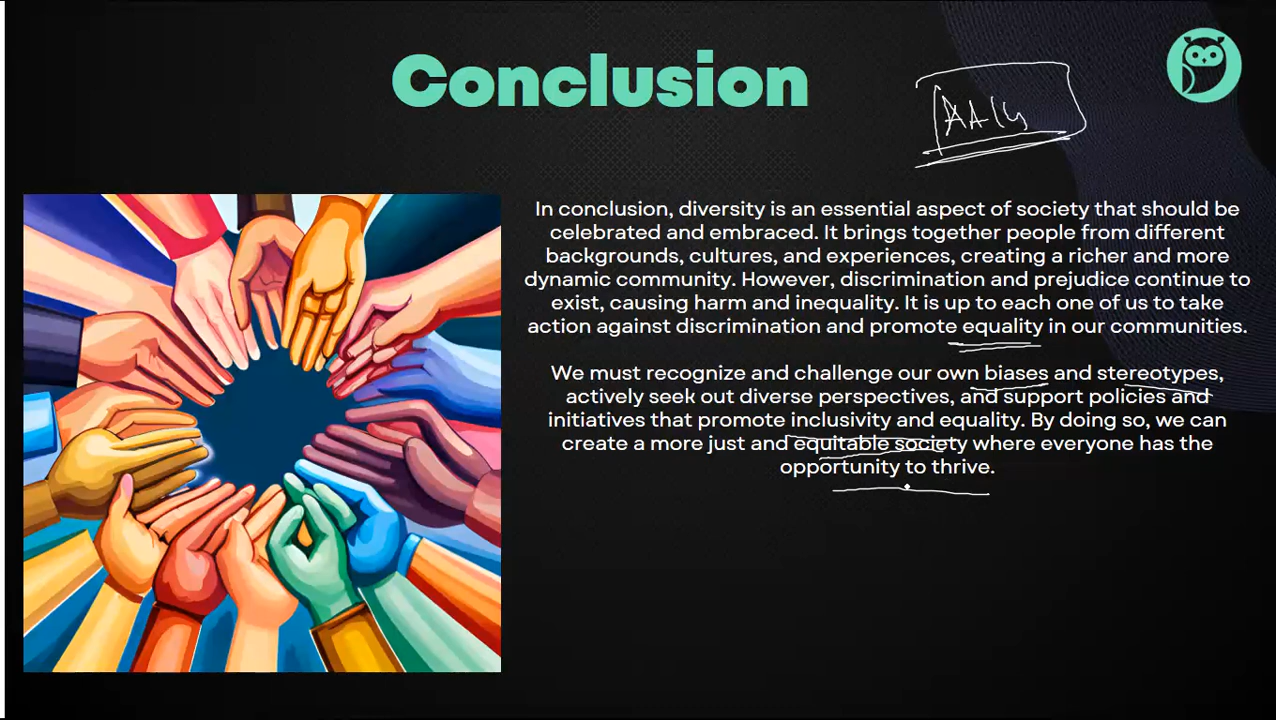 Conclusion
In conclusion, diversity is an essential aspect of society that should be
celebrated and embraced. It brings together people from different
backgrounds, cultures, and experiences, creating a richer and more
dynamic community. However, discrimination and prejudice continue to
exist, causing harm and inequality. It is up to each one of us to take
action against discrimination and promote equality in our communities.
We must recognize and challenge our own biases and stereotypes,
actively seek out diverse perspectives, and support policies and
initiatives that promote inclusivity and equality. By doing so, we can
create a more just and equitable society where everyone has the
opportunity to thrive.